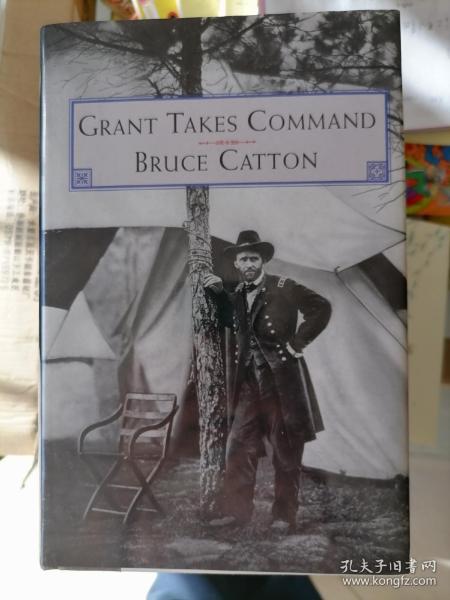 GRANT TAKES COMMAND
BRUCE CATTON
孔夫子旧书网
www.kongfz.com